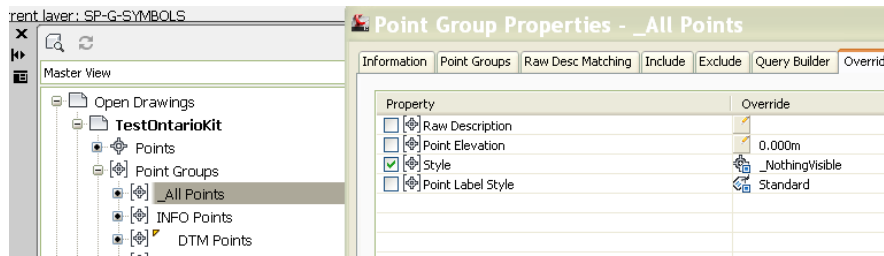 rent layer: SP-G-SYMBOLS
Master View
Open Drawings
TestOntarioKit
Points
Point Groups
_All Points
INFO Points
DTM Points
Point Group Properties - _All Points
Information Point Groups Raw Desc Matching Include Exclude Query Builder Overrid
Property Override
Raw Description
Point Elevation 0.000m
Style _NothingVisible
Point Label Style Standard